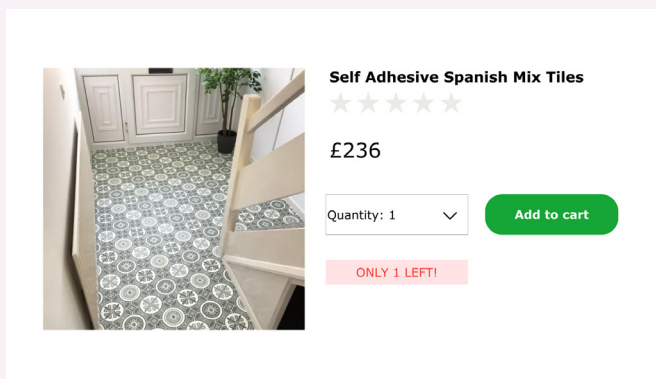 Self Adhesive Spanish Mix Tiles
£236
Quantity: 1
Add to cart
ONLY 1 LEFT!